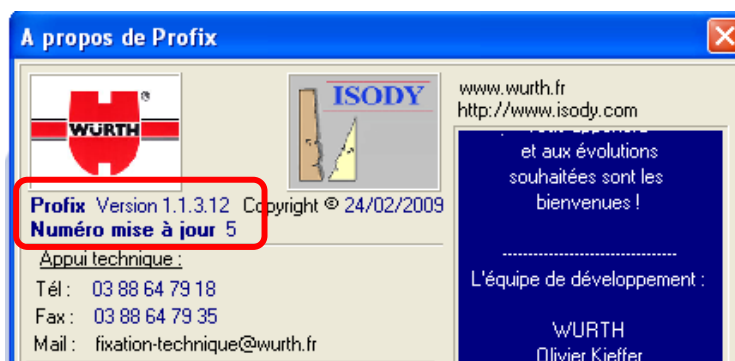 A propos de Profix
WÜRTH
®
ISODY
www.wurth.fr
http://www.isody.com
et aux évolutions
souhaitées sont les
bienvenues !
Profix Version 1.1.3.12 Copyright © 24/02/2009
Numéro mise à jour 5
Appui technique :
Tél : 03 88 64 79 18
Fax : 03 88 64 79 35
Mail : fixation-technique@wurth.fr
---------------------------------
L'équipe de développement :
WURTH
Olivier Kieffer